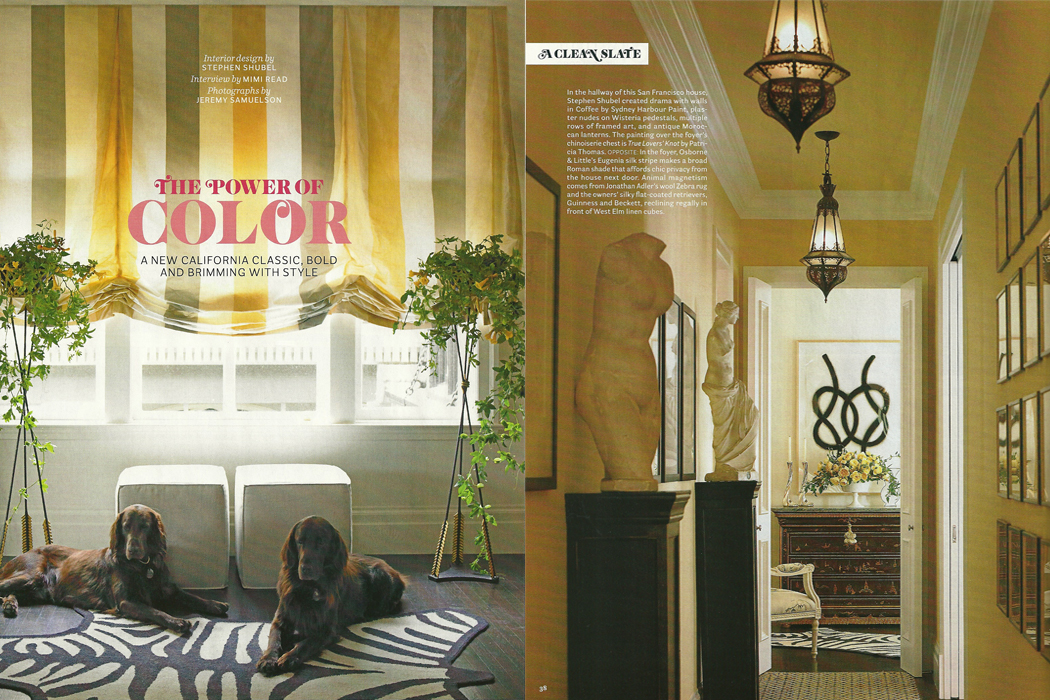 Interior design by
STEPHEN SHUBEL
Interview by MIMI READ
Photographs by
JEREMY SAMUELSON
THE POWER OF
COLOR
A NEW CALIFORNIA CLASSIC, BOLD
AND BRIMMING WITH STYLE
A CLEAN SLATE
In the hallway of this San Francisco house,
Stephen Shubel created drama with walls
in Coffee by Sydney Harbour Paint, plas-
ter nudes on Wisteria pedestals, multiple
rows of framed art, and antique Moroc-
can lanterns. The painting over the foyer's
chinoiserie chest is True Lovers' Knot by Patri-
cia Thomas. OPPOSITE: In the foyer, Osborne
& Little's Eugenia silk stripe makes a broad
Roman shade that affords chic privacy from
the house next door. Animal magnetism
comes from Jonathan Adler's wool Zebra rug
and the owners' silky flat-coated retrievers,
Guinness and Beckett, reclining regally in
front of West Elm linen cubes.
38